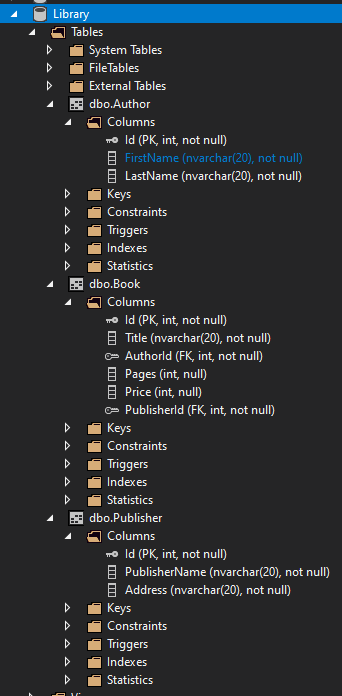 Library
Tables
System Tables
FileTables
External Tables
dbo.Author
Columns
Id (PK, int, not null)
FirstName (nvarchar(20), not null)
LastName (nvarchar(20), not null)
Keys
Constraints
Triggers
Indexes
Statistics
dbo.Book
Columns
Id (PK, int, not null)
Title (nvarchar(20), not null)
AuthorId (FK, int, not null)
Pages (int, null)
Price (int, null)
PublisherId (FK, int, not null)
Keys
Constraints
Triggers
Indexes
Statistics
dbo.Publisher
Columns
Id (PK, int, not null)
PublisherName (nvarchar(20), not null)
Address (nvarchar(20), not null)
Keys
Constraints
Triggers
Indexes
Statistics